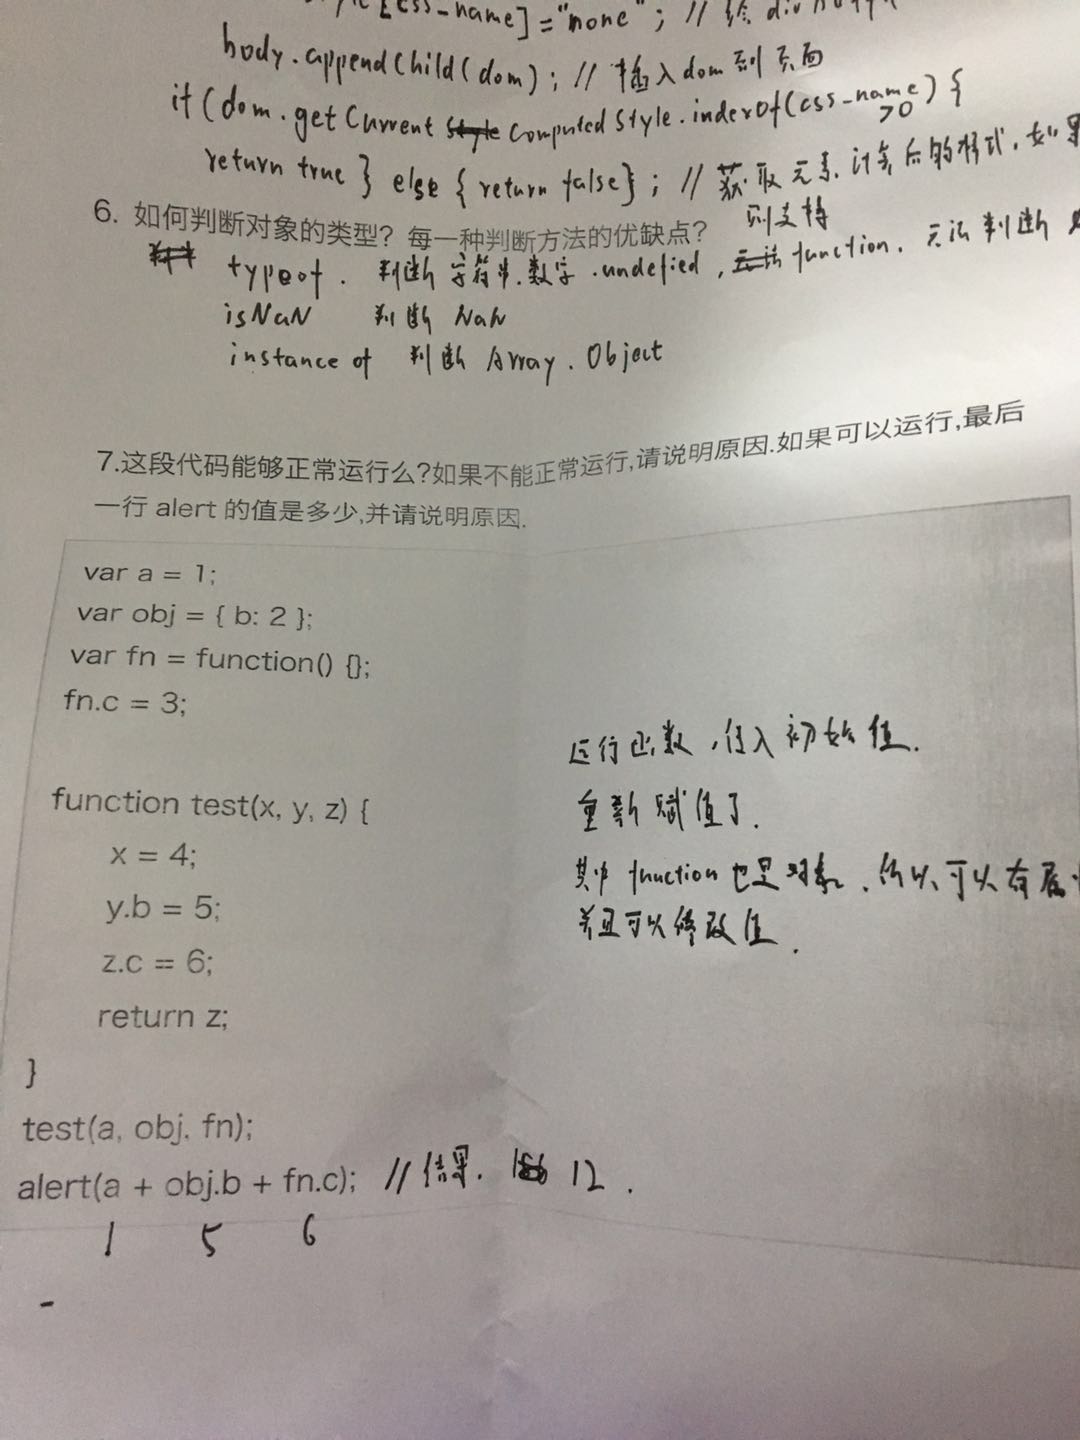 [css-name]="none"; // 给 div
body.appendChild(dom); // 插入dom到页面
if(dom.getCurrent Style Computed Style.indexOf(css-name)>0){
return true } else { return false}; // 获取元素.计算后的样式.如果
则支持
6. 如何判断对象的类型? 每一种判断方法的优缺点?
typeof. 判断 字符串.数字.undefied, 无法 function. 无法判断
isNaN 判断 NaN
instance of 判断 Array. Object
7.这段代码能够正常运行么?如果不能正常运行,请说明原因.如果可以运行,最后
一行 alert 的值是多少,并请说明原因.
var a = 1;
var obj = { b: 2 };
var fn = function() {};
fn.c = 3;
运行函数,传入初始值.
function test(x, y, z) {
重新赋值了.
x = 4;
其中 function 也是对象.所以可以有属
y.b = 5;
并且可以修改值.
z.c = 6;
return z;
}
test(a, obj, fn);
alert(a + obj.b + fn.c); // 结果. 12.
1 5 6